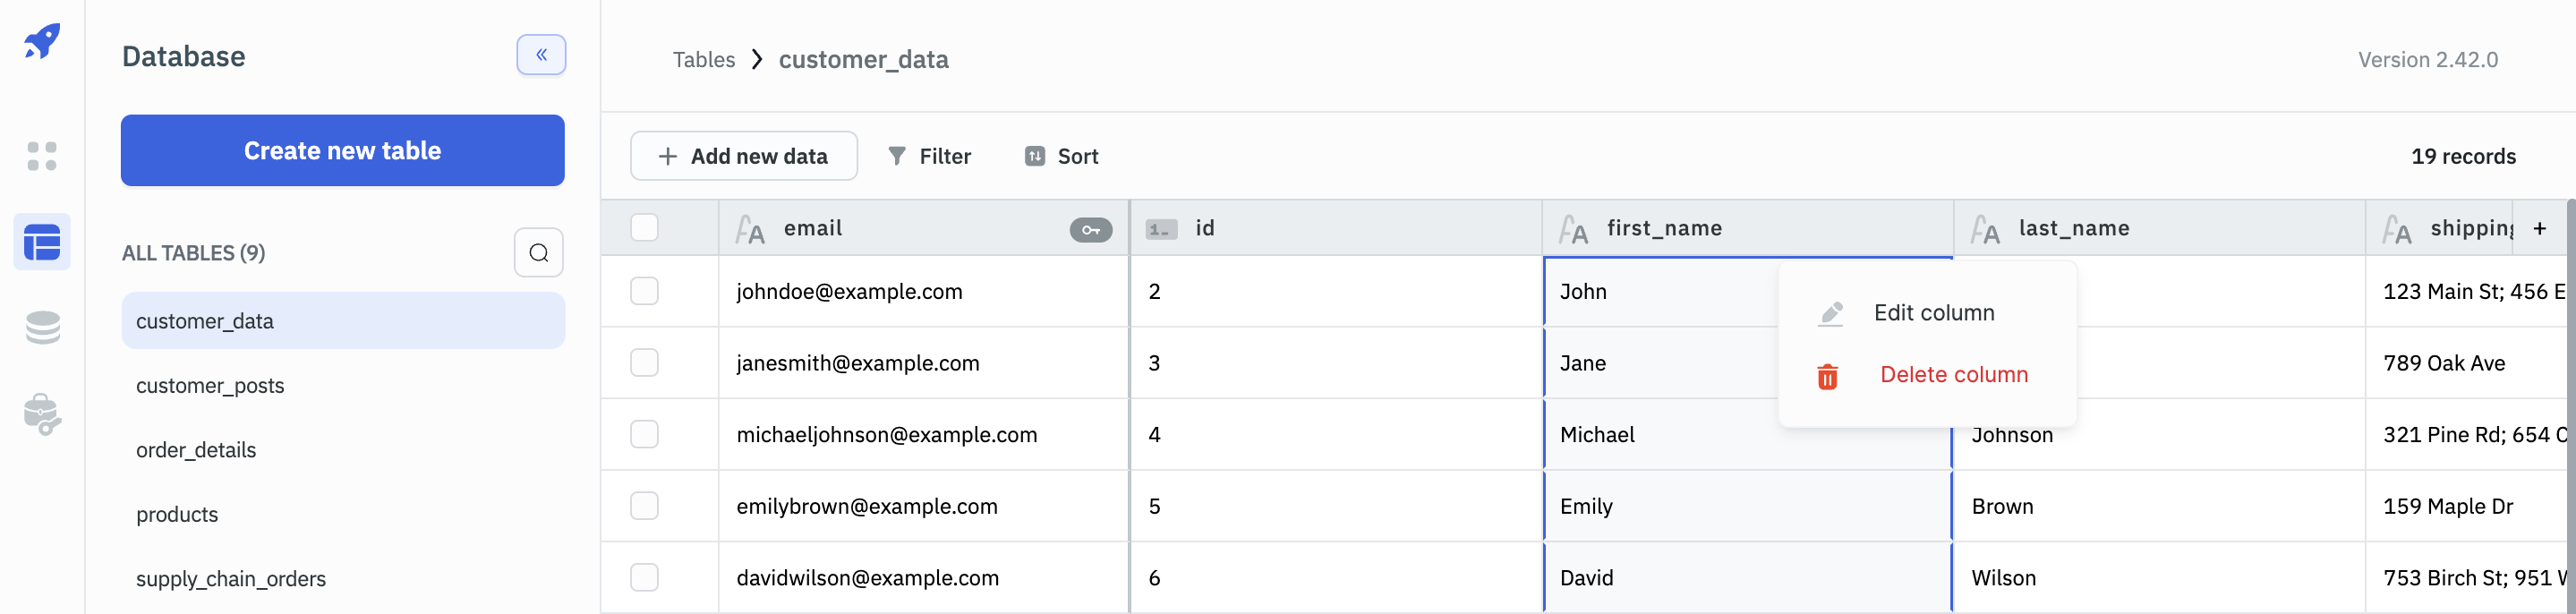 Database
«
Create new table
ALL TABLES (9)
customer_data
customer_posts
order_details
products
supply_chain_orders
Tables > customer_data
Version 2.42.0
+ Add new data Filter Sort
19 records
email id first_name last_name shipping +
johndoe@example.com 2 John 123 Main St; 456 E
janesmith@example.com 3 Jane 789 Oak Ave
michaeljohnson@example.com 4 Michael Johnson 321 Pine Rd; 654
emilybrown@example.com 5 Emily Brown 159 Maple Dr
davidwilson@example.com 6 David Wilson 753 Birch St; 951
Edit column
Delete column